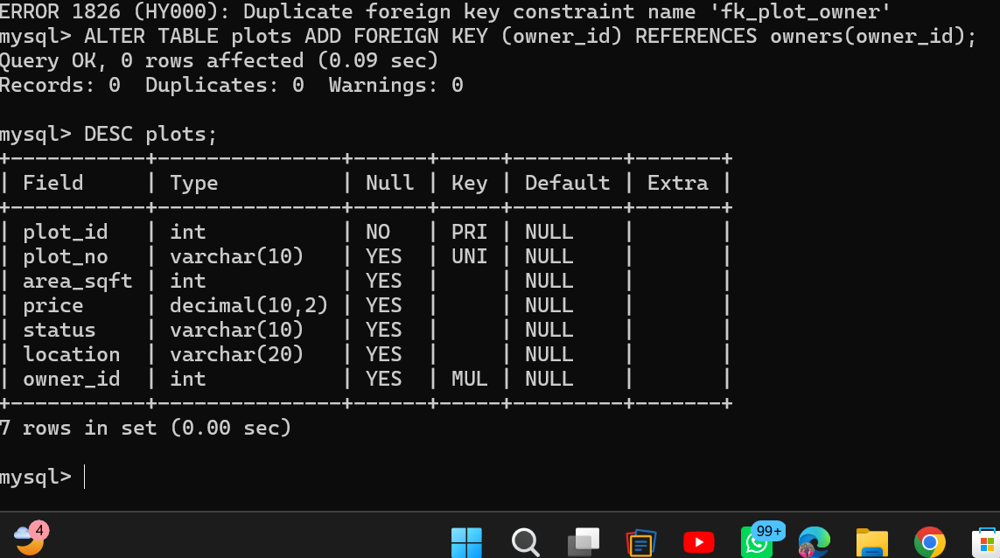 ERROR 1826 (HY000): Duplicate foreign key constraint name 'fk_plot_owner'
mysql> ALTER TABLE plots ADD FOREIGN KEY (owner_id) REFERENCES owners(owner_id);
Query OK, 0 rows affected (0.09 sec)
Records: 0  Duplicates: 0  Warnings: 0

mysql> DESC plots;
+-----------+---------------+------+-----+---------+-------+
| Field     | Type          | Null | Key | Default | Extra |
+-----------+---------------+------+-----+---------+-------+
| plot_id   | int           | NO   | PRI | NULL    |       |
| plot_no   | varchar(10)   | YES  | UNI | NULL    |       |
| area_sqft | int           | YES  |     | NULL    |       |
| price     | decimal(10,2) | YES  |     | NULL    |       |
| status    | varchar(10)   | YES  |     | NULL    |       |
| location  | varchar(20)   | YES  |     | NULL    |       |
| owner_id  | int           | YES  | MUL | NULL    |       |
+-----------+---------------+------+-----+---------+-------+
7 rows in set (0.00 sec)

mysql>
4
99+